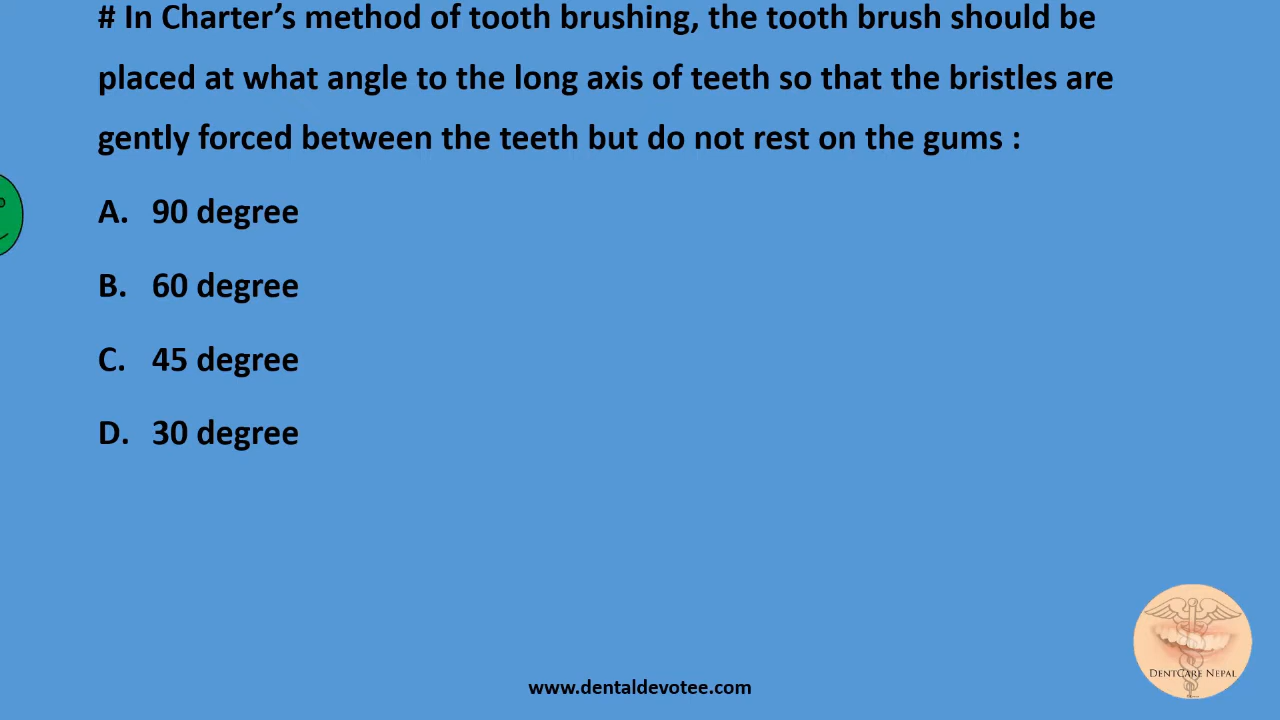 # In Charter’s method of tooth brushing, the tooth brush should be
placed at what angle to the long axis of teeth so that the bristles are
gently forced between the teeth but do not rest on the gums :
A. 90 degree
B. 60 degree
C. 45 degree
D. 30 degree
DentCare Nepal
www.dentaldevotee.com